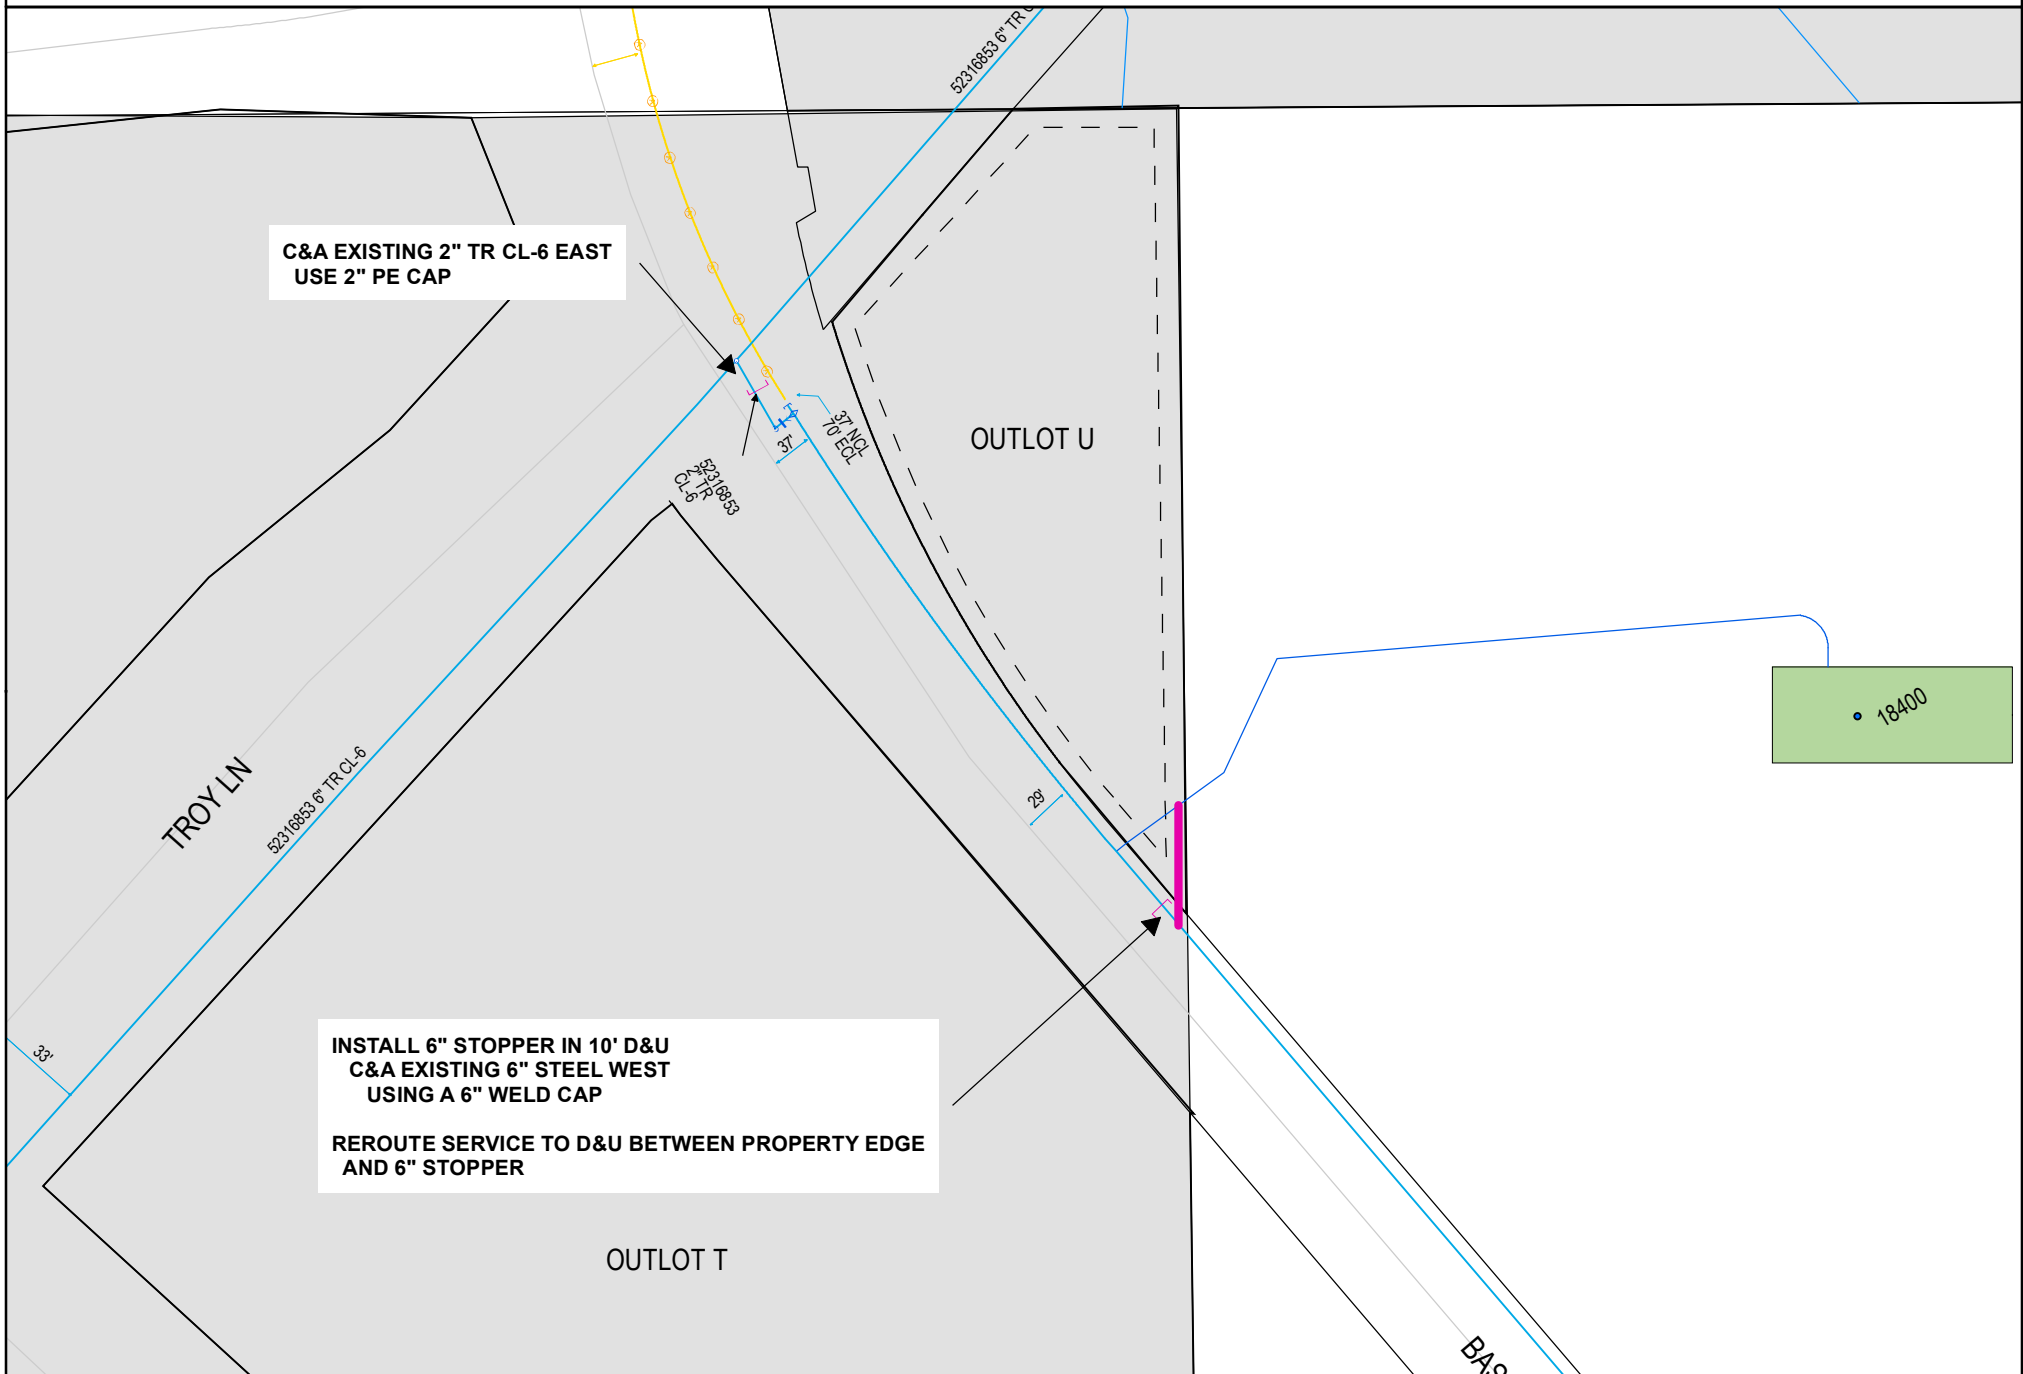 52316853 6" TR
C&A EXISTING 2" TR CL-6 EAST
USE 2" PE CAP
37' NCL
70' ECL
37'
OUTLOT U
52316853
2" TR
CL-6
18400
TROY LN
52316853 6" TR CL-6
29'
33'
INSTALL 6" STOPPER IN 10' D&U
C&A EXISTING 6" STEEL WEST
USING A 6" WELD CAP
REROUTE SERVICE TO D&U BETWEEN PROPERTY EDGE
AND 6" STOPPER
OUTLOT T